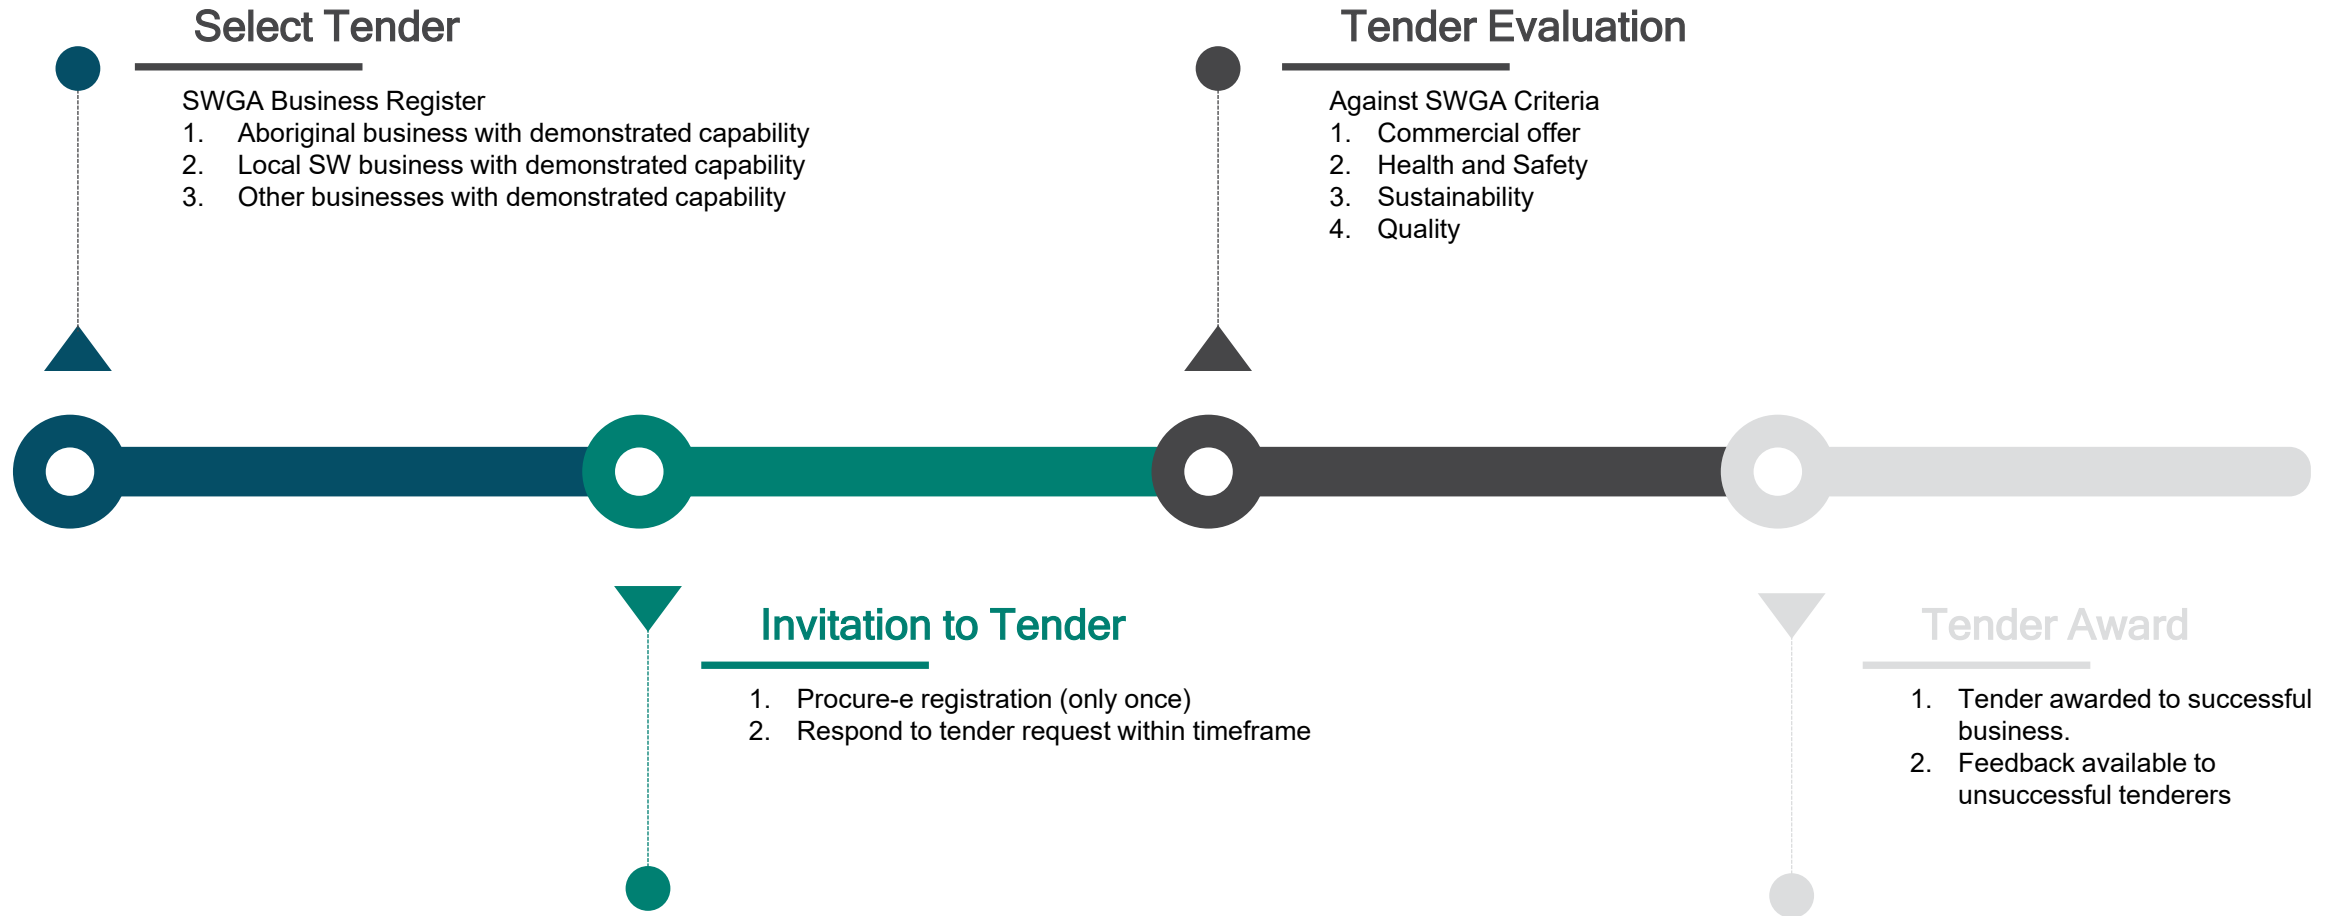 Select Tender
SWGA Business Register
1. Aboriginal business with demonstrated capability
2. Local SW business with demonstrated capability
3. Other businesses with demonstrated capability
Tender Evaluation
Against SWGA Criteria
1. Commercial offer
2. Health and Safety
3. Sustainability
4. Quality
Invitation to Tender
1. Procure-e registration (only once)
2. Respond to tender request within timeframe
Tender Award
1. Tender awarded to successful
business.
2. Feedback available to
unsuccessful tenderers